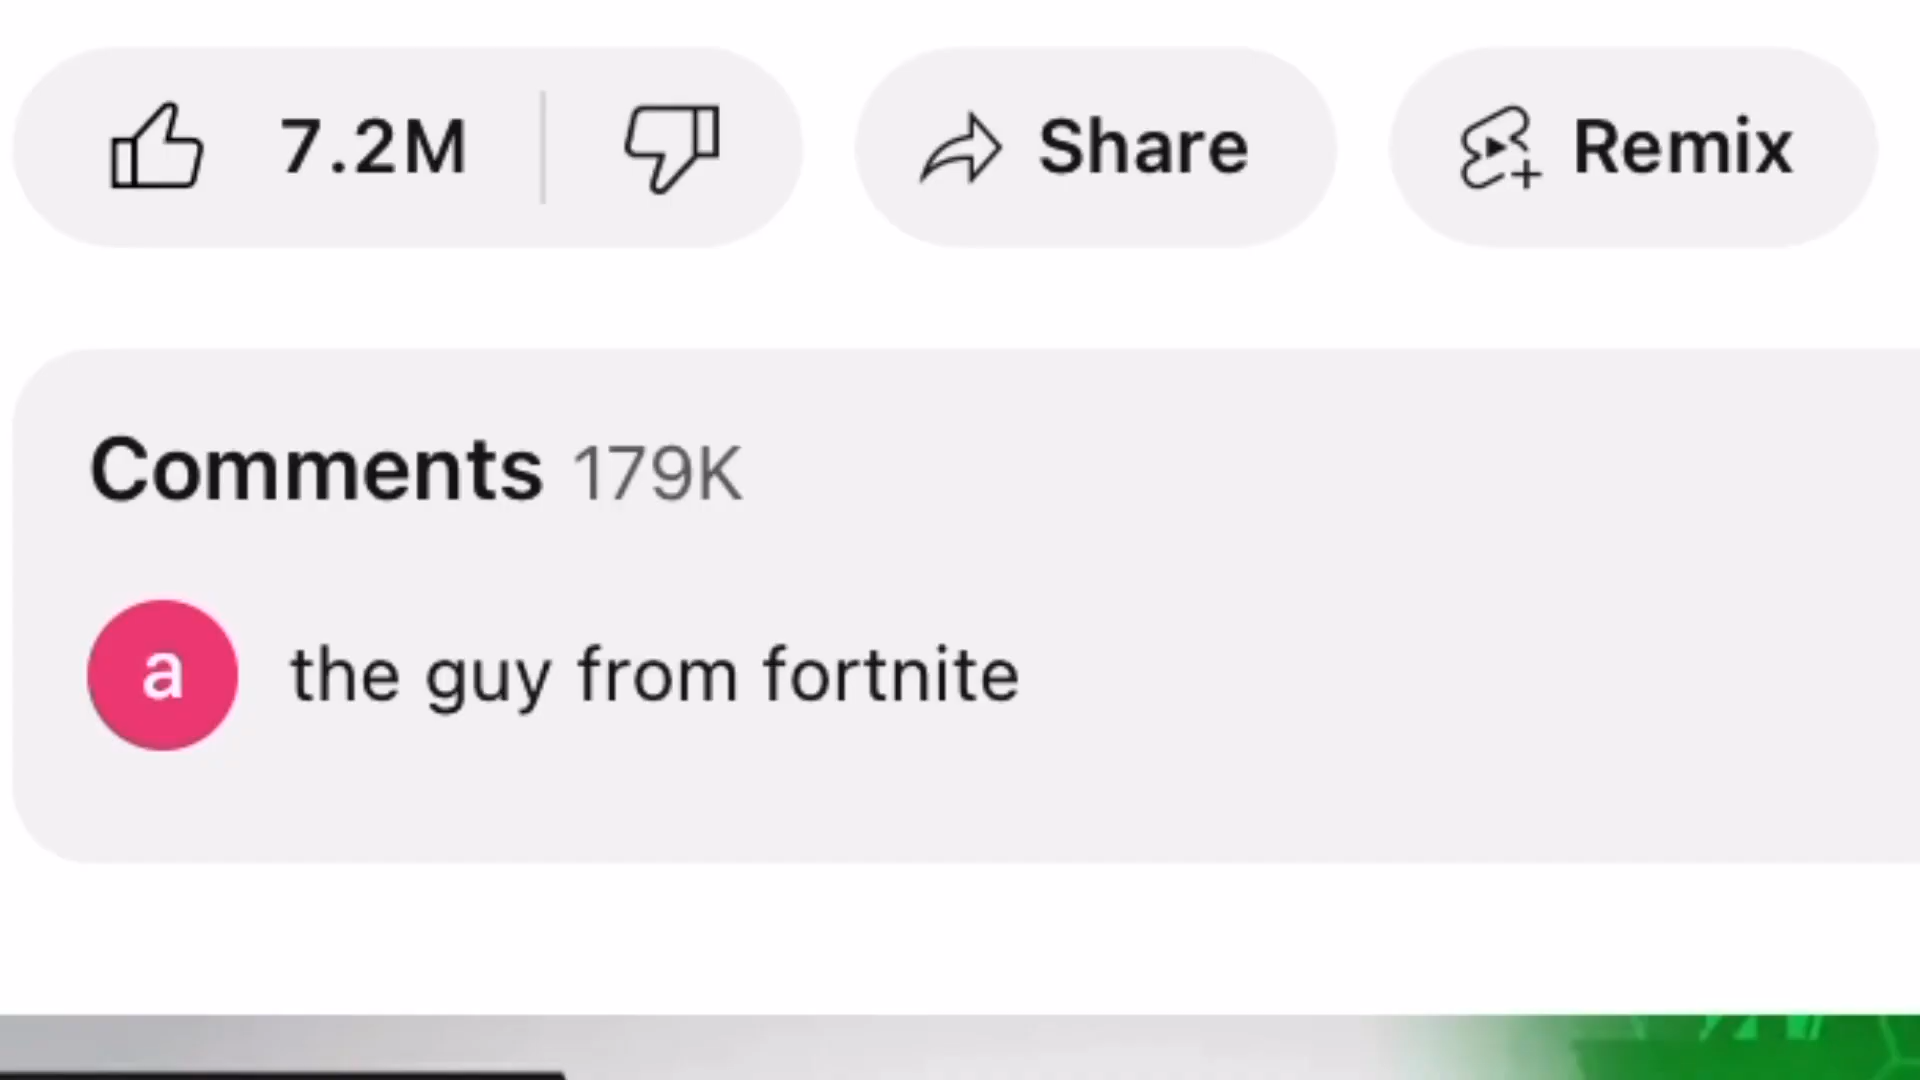 7.2M Share Remix
Comments 179K
a the guy from fortnite